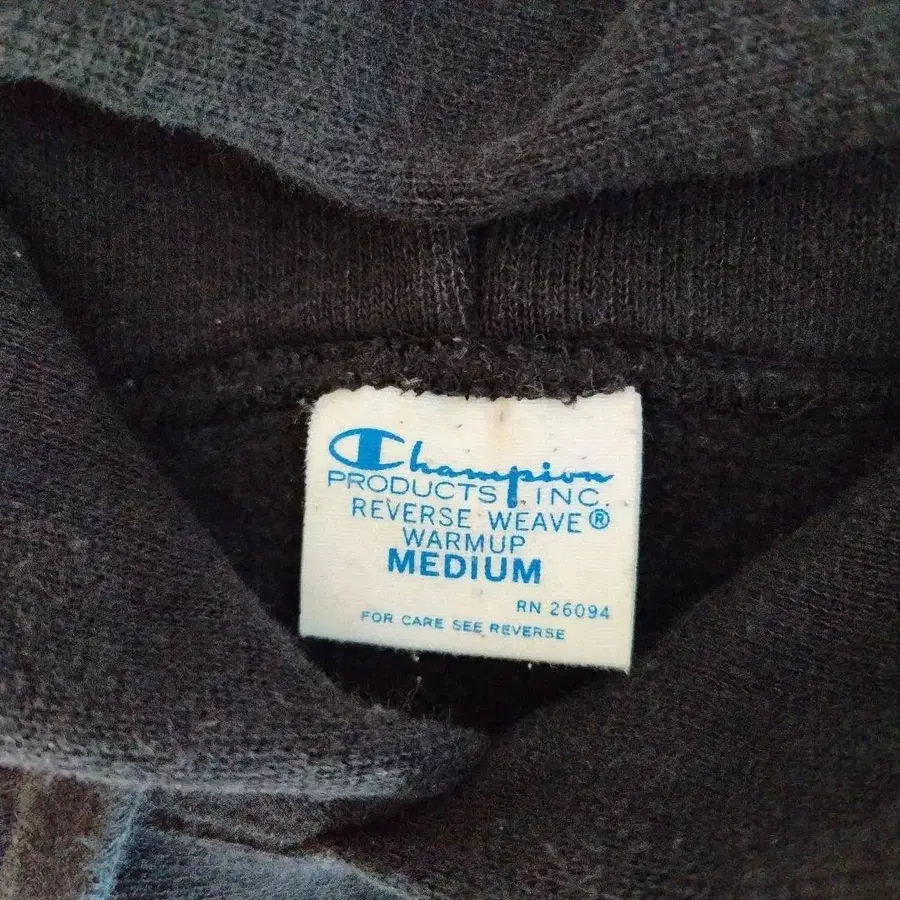 Champion
PRODUCTS, INC.
REVERSE WEAVE®
WARMUP
MEDIUM
RN 26094
FOR CARE SEE REVERSE